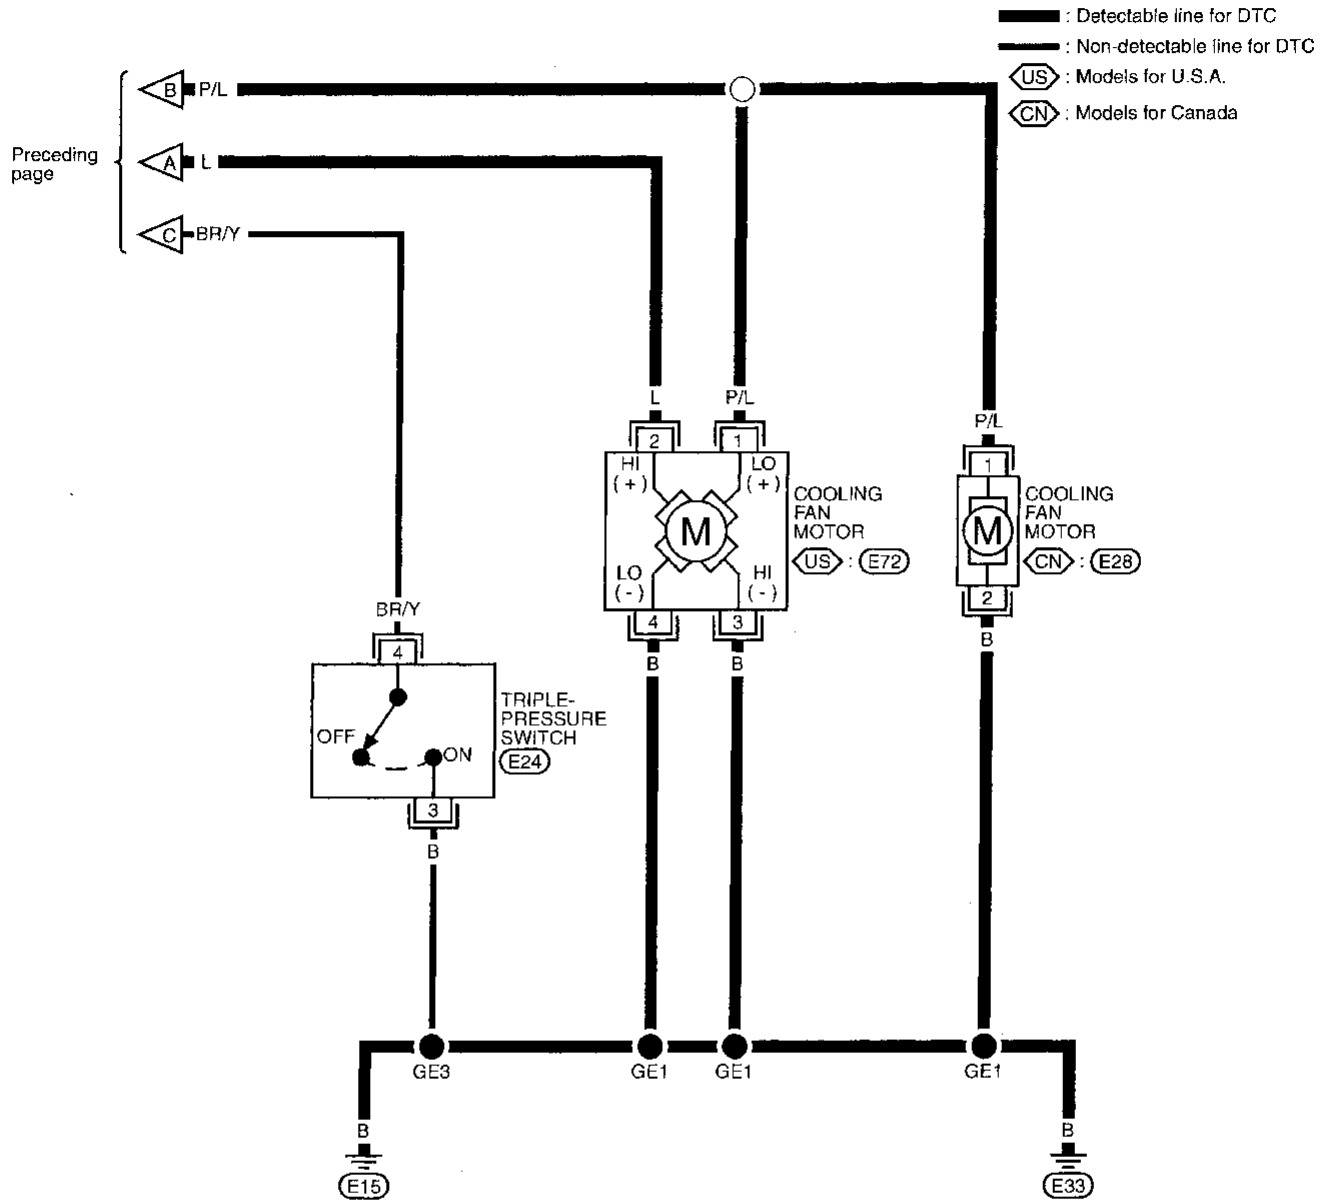 : Detectable line for DTC
: Non-detectable line for DTC
US : Models for U.S.A.
CN : Models for Canada
Preceding
page
B P/L
A L
C BR/Y
L
P/L
P/L
2
1
1
HI
(+)
LO
(+)
M
LO
(-)
HI
(-)
4
3
COOLING
FAN
MOTOR
US : E72
M
2
COOLING
FAN
MOTOR
CN : E28
B
B
B
BR/Y
4
OFF
ON
3
TRIPLE-
PRESSURE
SWITCH
E24
B
GE3
GE1
GE1
GE1
B
B
E15
E33